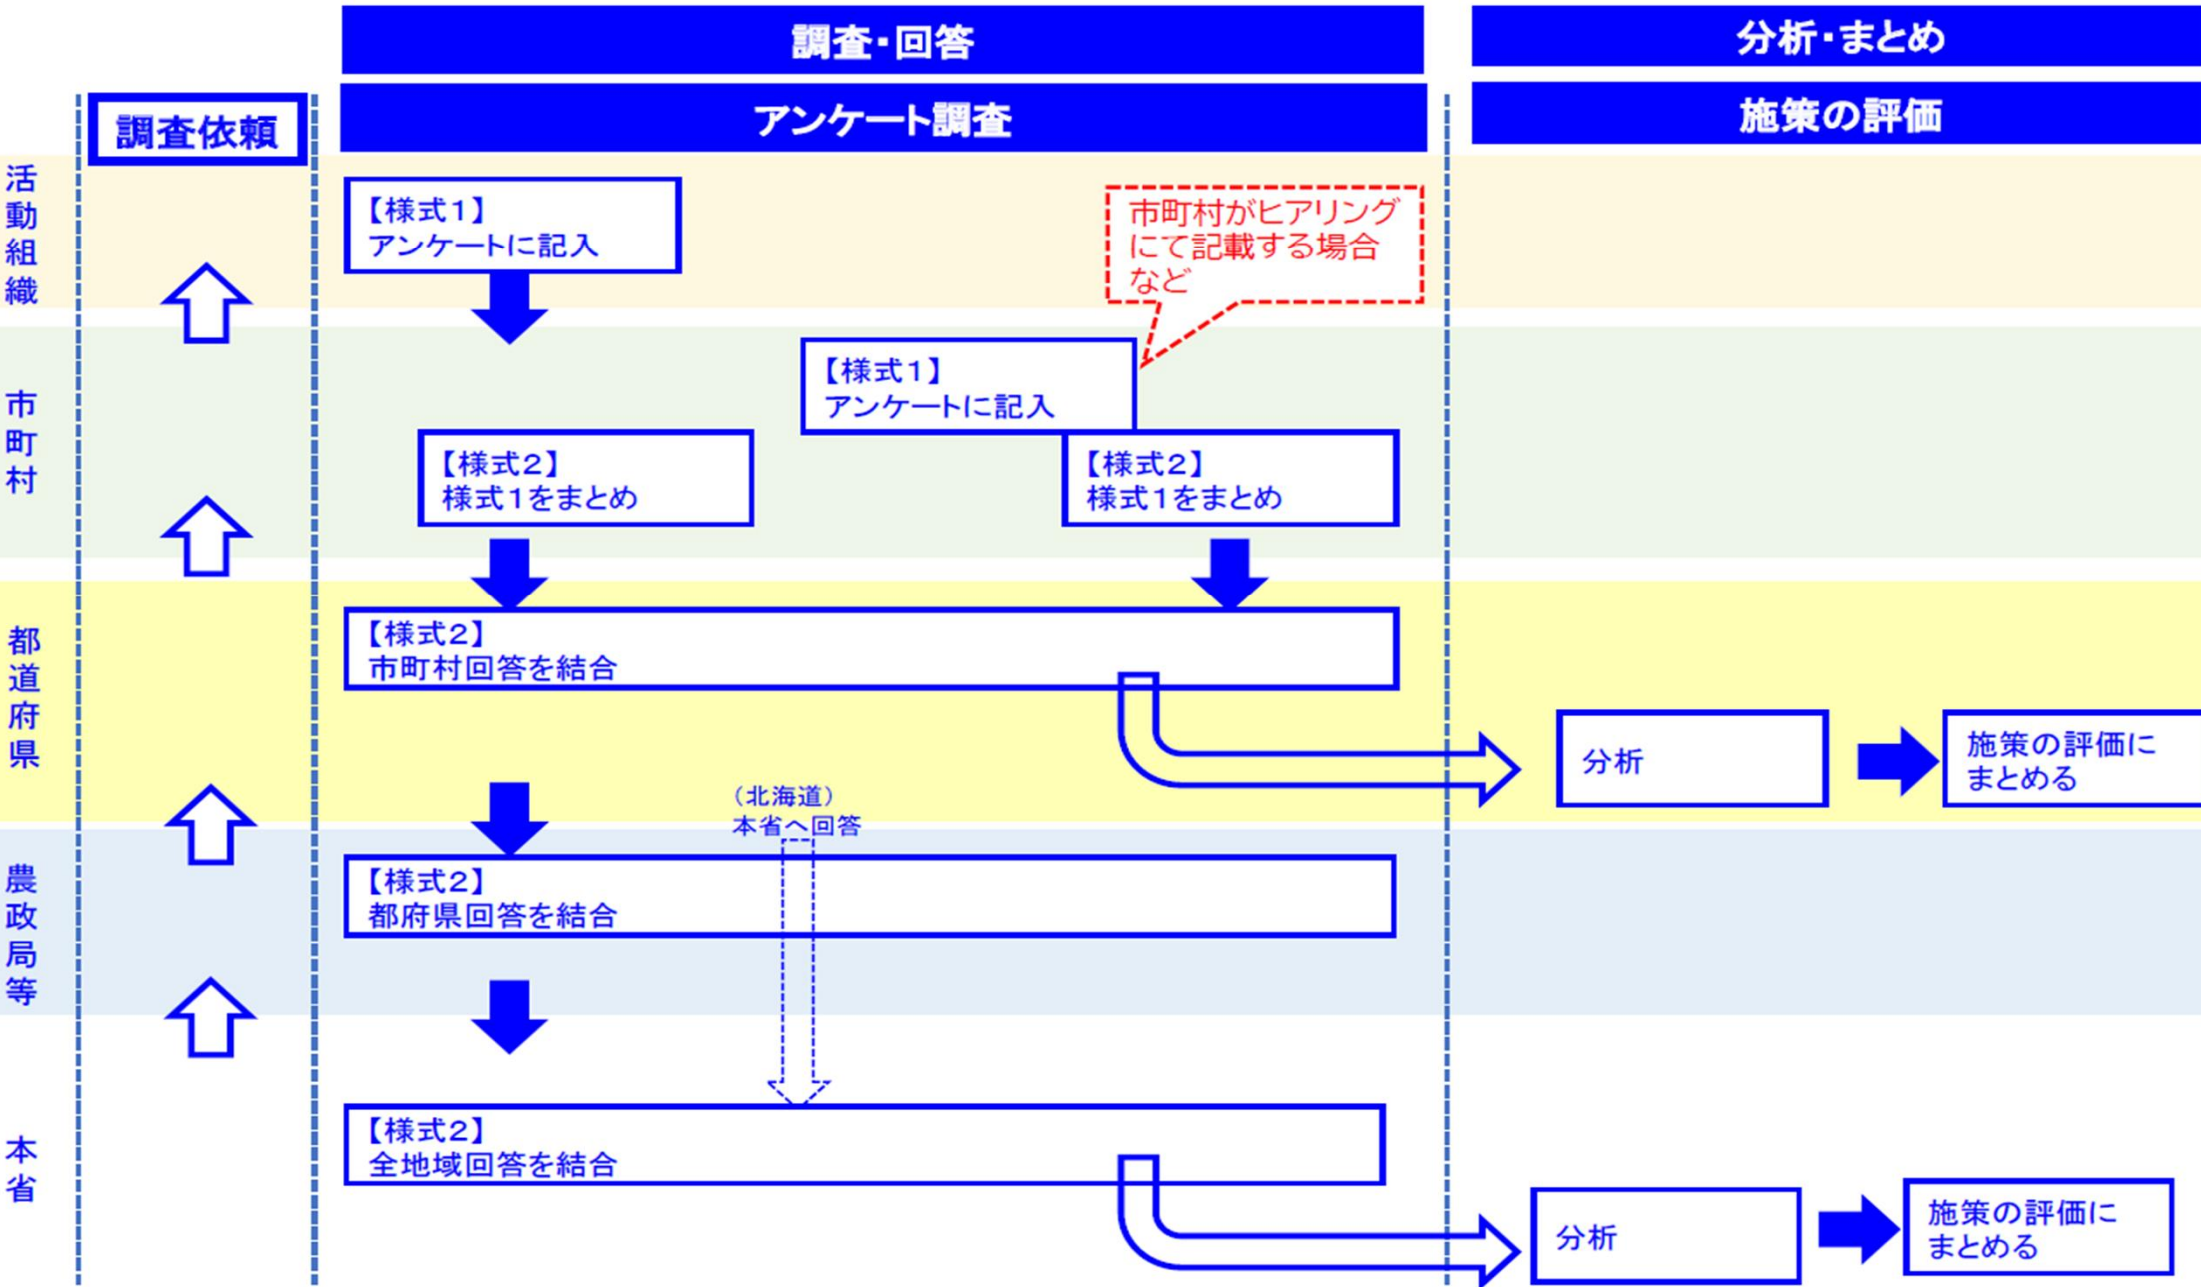 調査・回答
分析・まとめ
調査依頼
アンケート調査
施策の評価
活動組織
【様式1】
アンケートに記入
市町村がヒアリング
にて記載する場合
など
市町村
【様式1】
アンケートに記入
【様式2】
様式1をまとめ
【様式2】
様式1をまとめ
都道府県
【様式2】
市町村回答を結合
分析
施策の評価に
まとめる
（北海道）
本省へ回答
農政局等
【様式2】
都府県回答を結合
本省
【様式2】
全地域回答を結合
分析
施策の評価に
まとめる